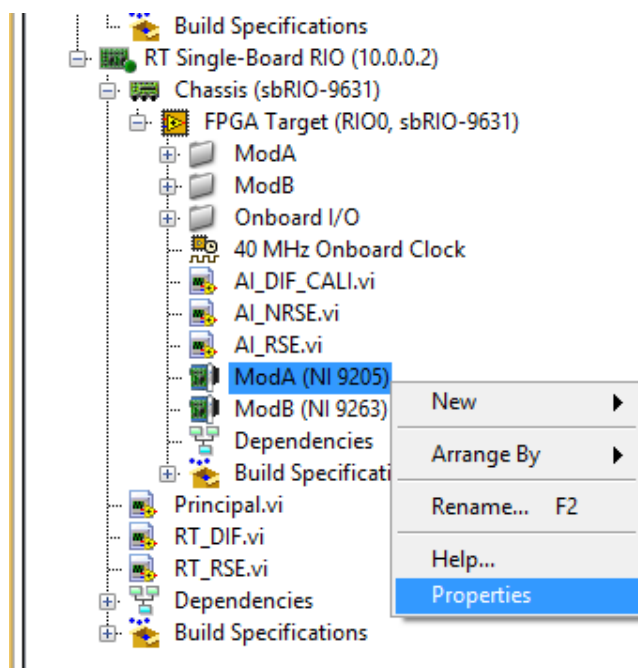 Build Specifications
RT Single-Board RIO (10.0.0.2)
Chassis (sbRIO-9631)
FPGA Target (RIO0, sbRIO-9631)
ModA
ModB
Onboard I/O
40 MHz Onboard Clock
AI_DIF_CALI.vi
AI_NRSE.vi
AI_RSE.vi
ModA (NI 9205)
ModB (NI 9263)
Dependencies
Build Specificati
Principal.vi
RT_DIF.vi
RT_RSE.vi
Dependencies
Build Specifications
New
Arrange By
Rename... F2
Help...
Properties